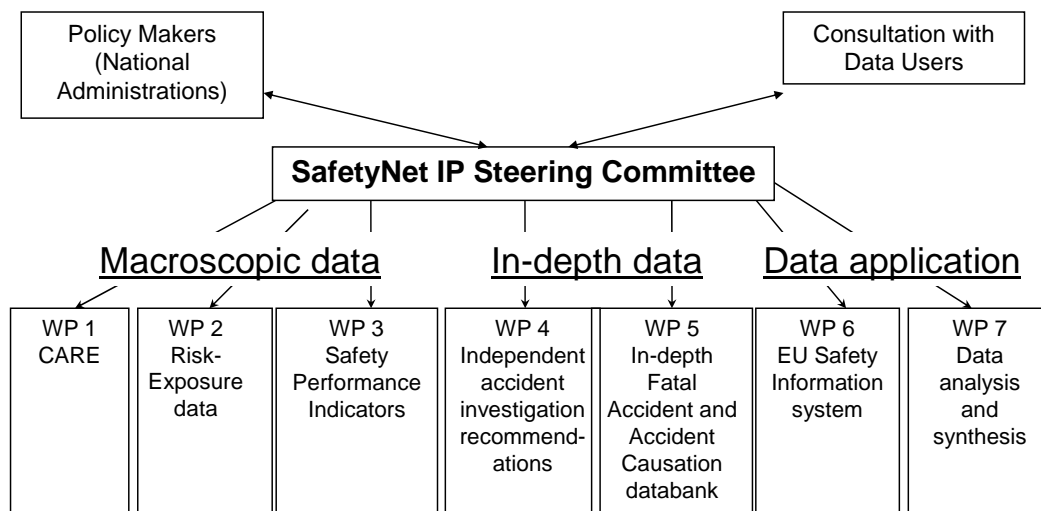 Policy Makers
(National
Administrations)
Consultation with
Data Users
SafetyNet IP Steering Committee
Macroscopic data
In-depth data
Data application
WP 1
CARE
WP 2
Risk-
Exposure
data
WP 3
Safety
Performance
Indicators
WP 4
Independent
accident
investigation
recommend-
ations
WP 5
In-depth
Fatal
Accident and
Accident
Causation
databank
WP 6
EU Safety
Information
system
WP 7
Data
analysis
and
synthesis